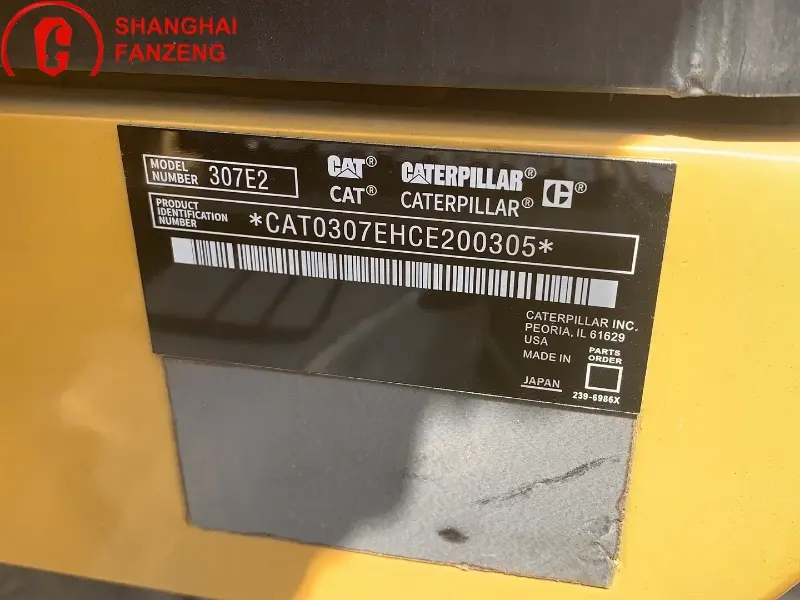 SHANGHAI
FANZENG
MODEL
NUMBER
307E2
CAT® CATERPILLAR® C®
CAT® CATERPILLAR®
PRODUCT
IDENTIFICATION
NUMBER
*CAT0307EHCE200305*
CATERPILLAR INC.
PEORIA, IL 61629
USA
MADE IN
JAPAN
PARTS
ORDER
239-6986X